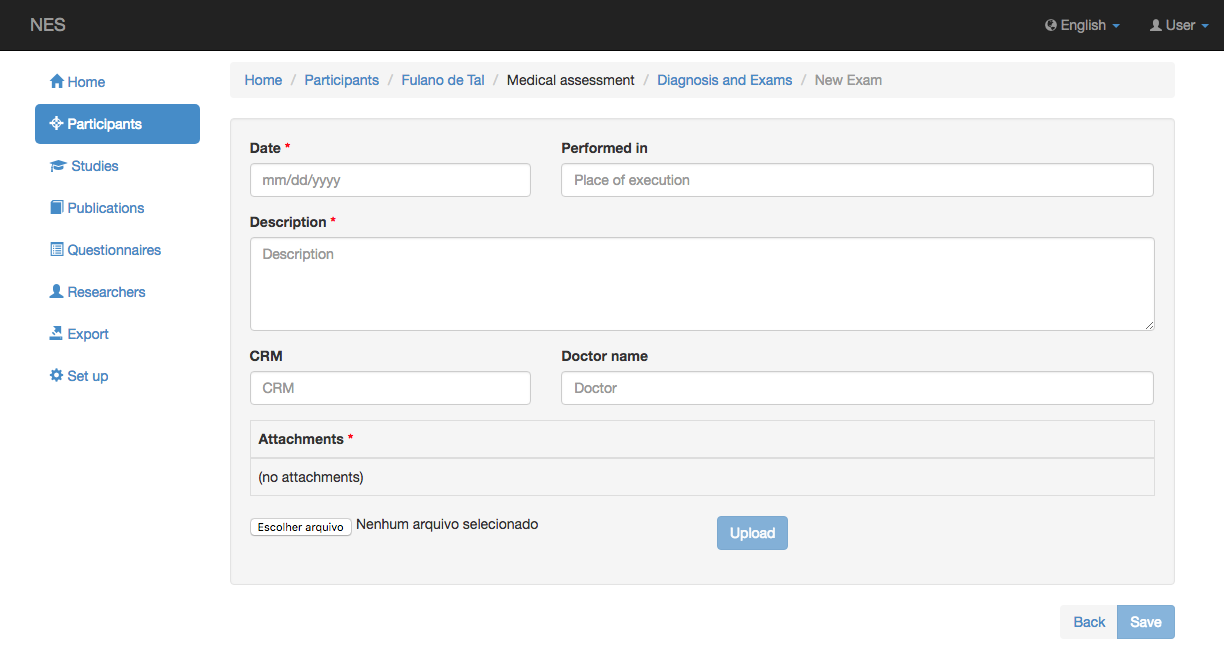 NES
English
User
Home
Participants
Studies
Publications
Questionnaires
Researchers
Export
Set up
Home / Participants / Fulano de Tal / Medical assessment / Diagnosis and Exams / New Exam
Date * Performed in
mm/dd/yyyy Place of execution
Description *
Description
CRM Doctor name
CRM Doctor
Attachments *
(no attachments)
Escolher arquivo Nenhum arquivo selecionado Upload
Back Save